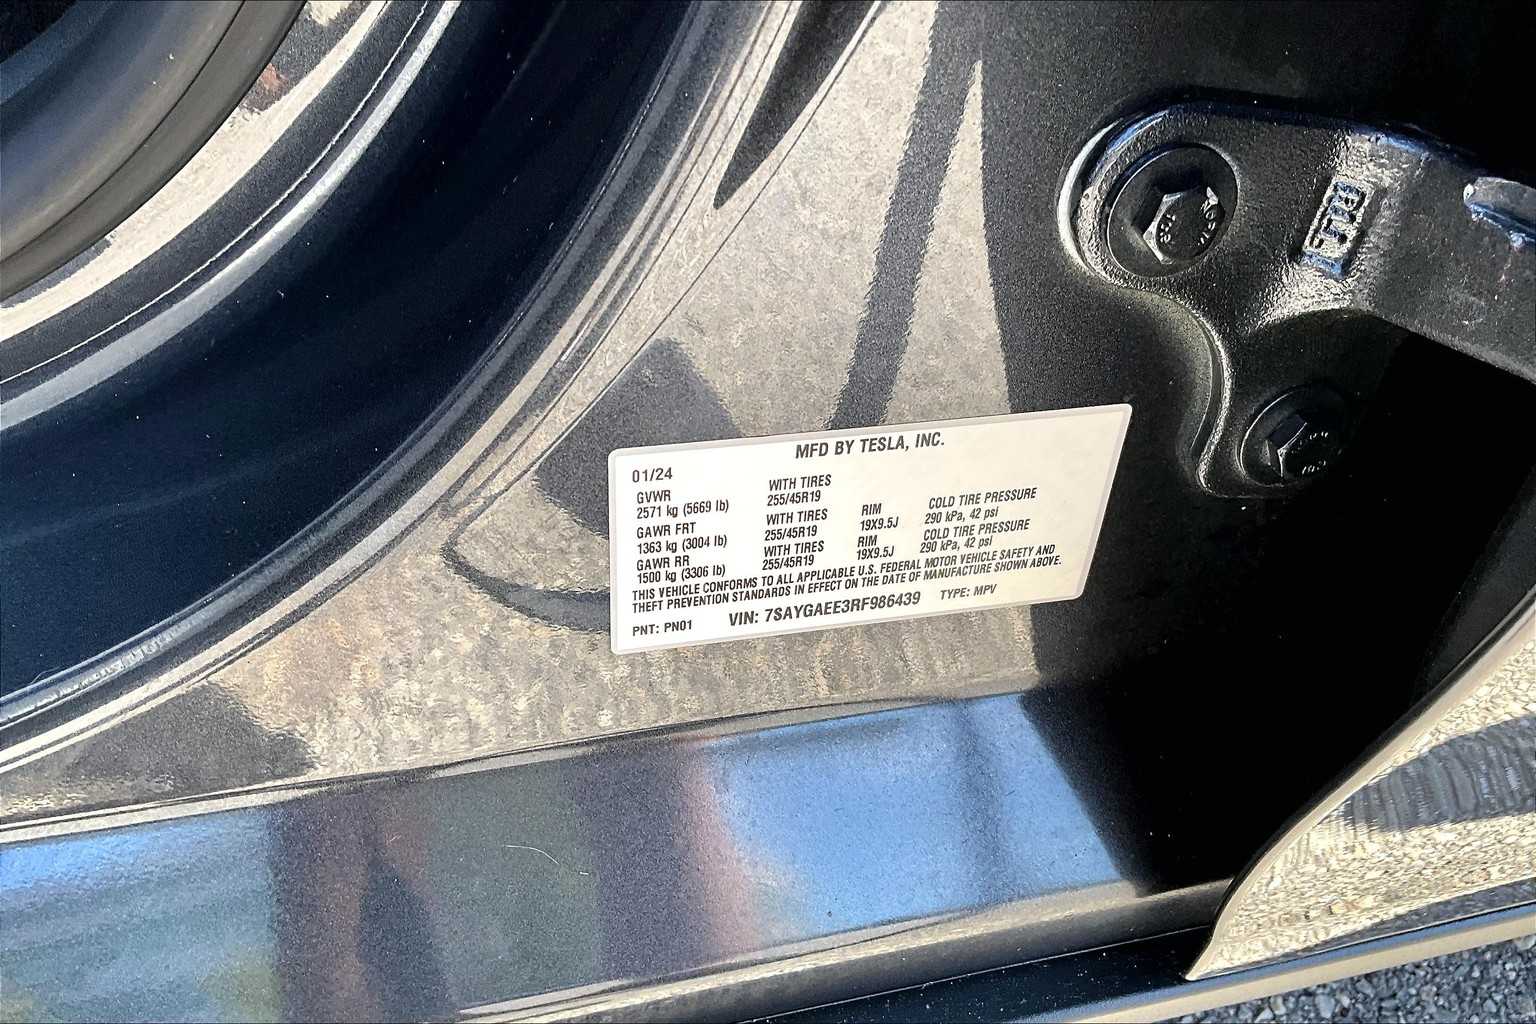 MFD BY TESLA, INC.
01/24
GVWR WITH TIRES
2571 kg (5669 lb) 255/45R19
GAWR FRT WITH TIRES RIM COLD TIRE PRESSURE
1363 kg (3004 lb) 255/45R19 19X9.5J 290 kPa, 42 psi
GAWR RR WITH TIRES RIM COLD TIRE PRESSURE
1500 kg (3306 lb) 255/45R19 19X9.5J 290 kPa, 42 psi
THIS VEHICLE CONFORMS TO ALL APPLICABLE U.S. FEDERAL MOTOR VEHICLE SAFETY AND
THEFT PREVENTION STANDARDS IN EFFECT ON THE DATE OF MANUFACTURE SHOWN ABOVE.
PNT: PN01 VIN: 7SAYGAEE3RF986439 TYPE: MPV